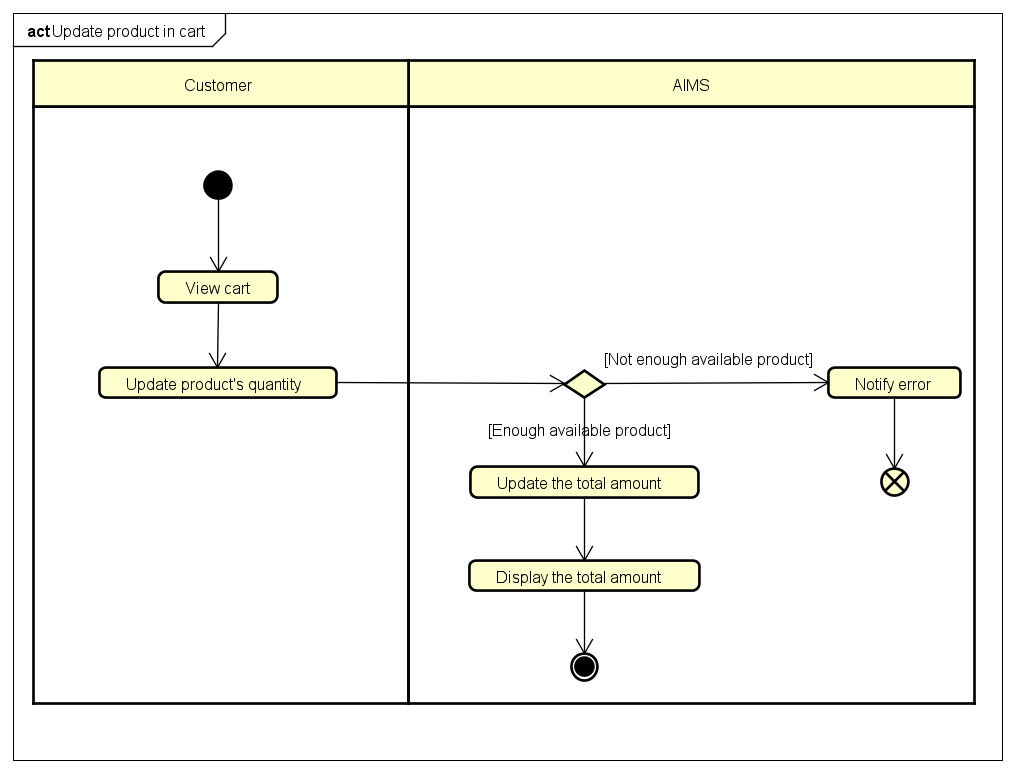 act Update product in cart
Customer
AIMS
View cart
[Not enough available product]
Update product's quantity
Notify error
[Enough available product]
Update the total amount
Display the total amount